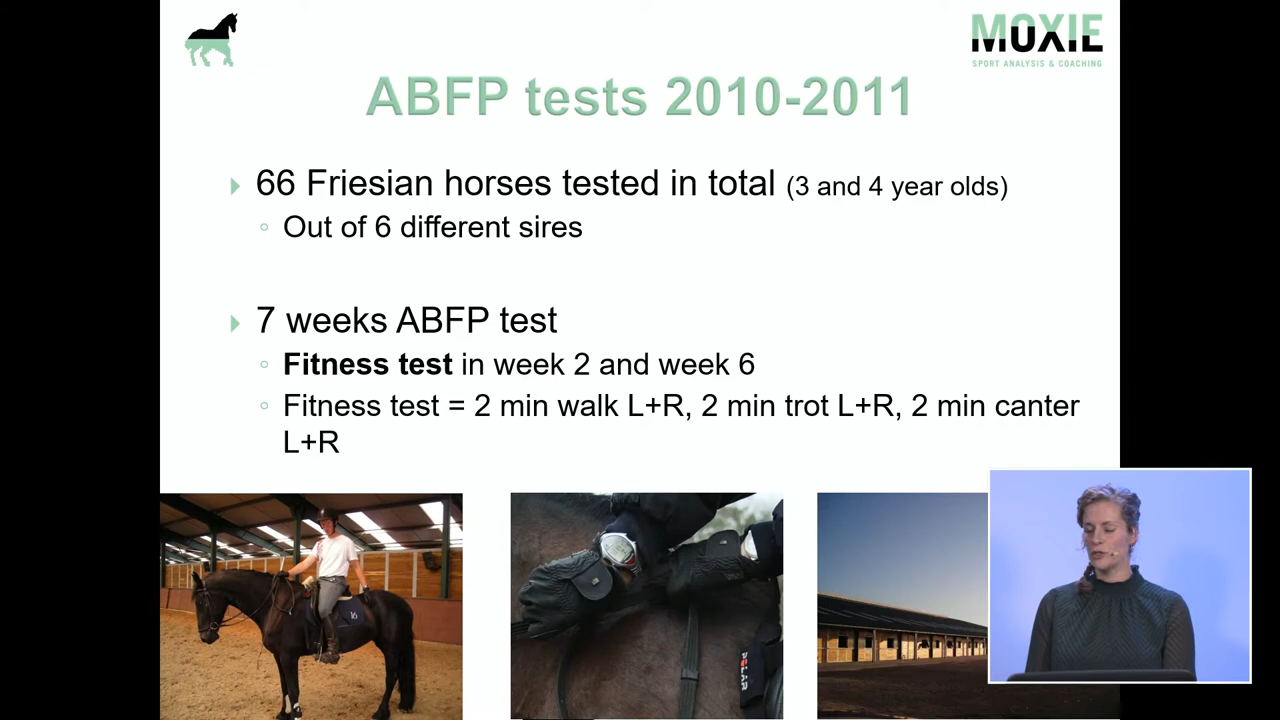 MOXIE
SPORT ANALYSIS & COACHING
ABFP tests 2010-2011
66 Friesian horses tested in total (3 and 4 year olds)
Out of 6 different sires
7 weeks ABFP test
Fitness test in week 2 and week 6
Fitness test = 2 min walk L+R, 2 min trot L+R, 2 min canter
L+R
16
POLAR